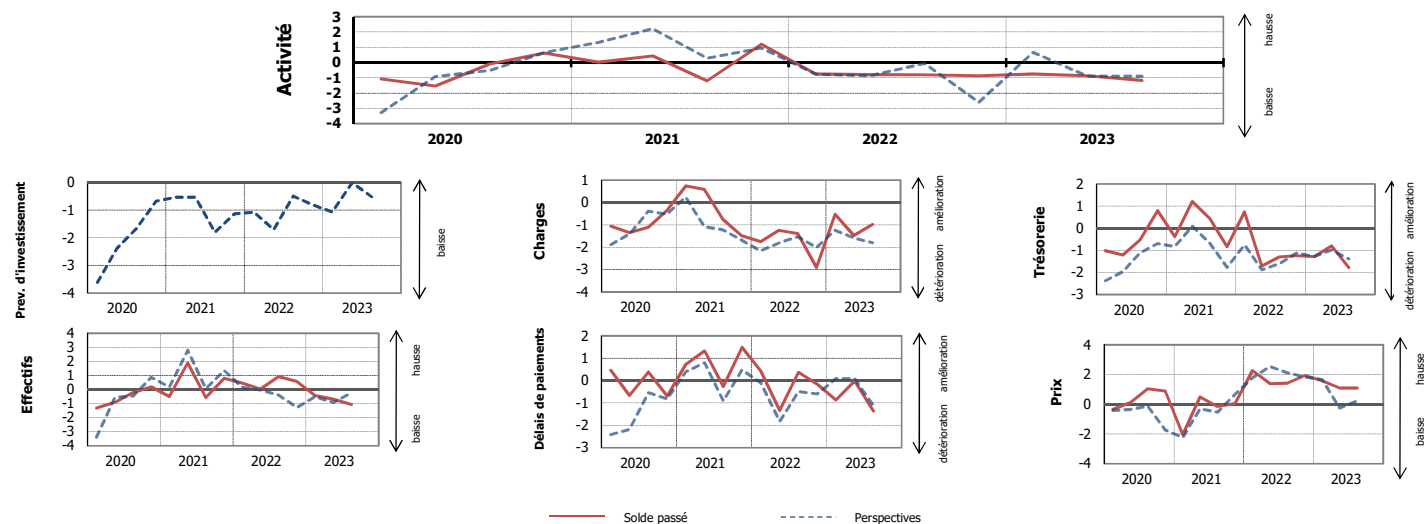 Activité
3
2
1
0
-1
-2
-3
-4
2020 2021 2022 2023
hausse
baisse
Prev. d'investissement
0
-1
-2
-3
-4
2020 2021 2022 2023
baisse
Charges
1
0
-1
-2
-3
-4
2020 2021 2022 2023
amélioration
détérioration
Trésorerie
2
1
0
-1
-2
-3
2020 2021 2022 2023
amélioration
détérioration
Effectifs
4
3
2
1
0
-1
-2
-3
-4
2020 2021 2022 2023
hausse
baisse
Délais de paiements
2
1
0
-1
-2
-3
2020 2021 2022 2023
amélioration
détérioration
Prix
4
2
0
-2
-4
2020 2021 2022 2023
hausse
baisse
Solde passé Perspectives